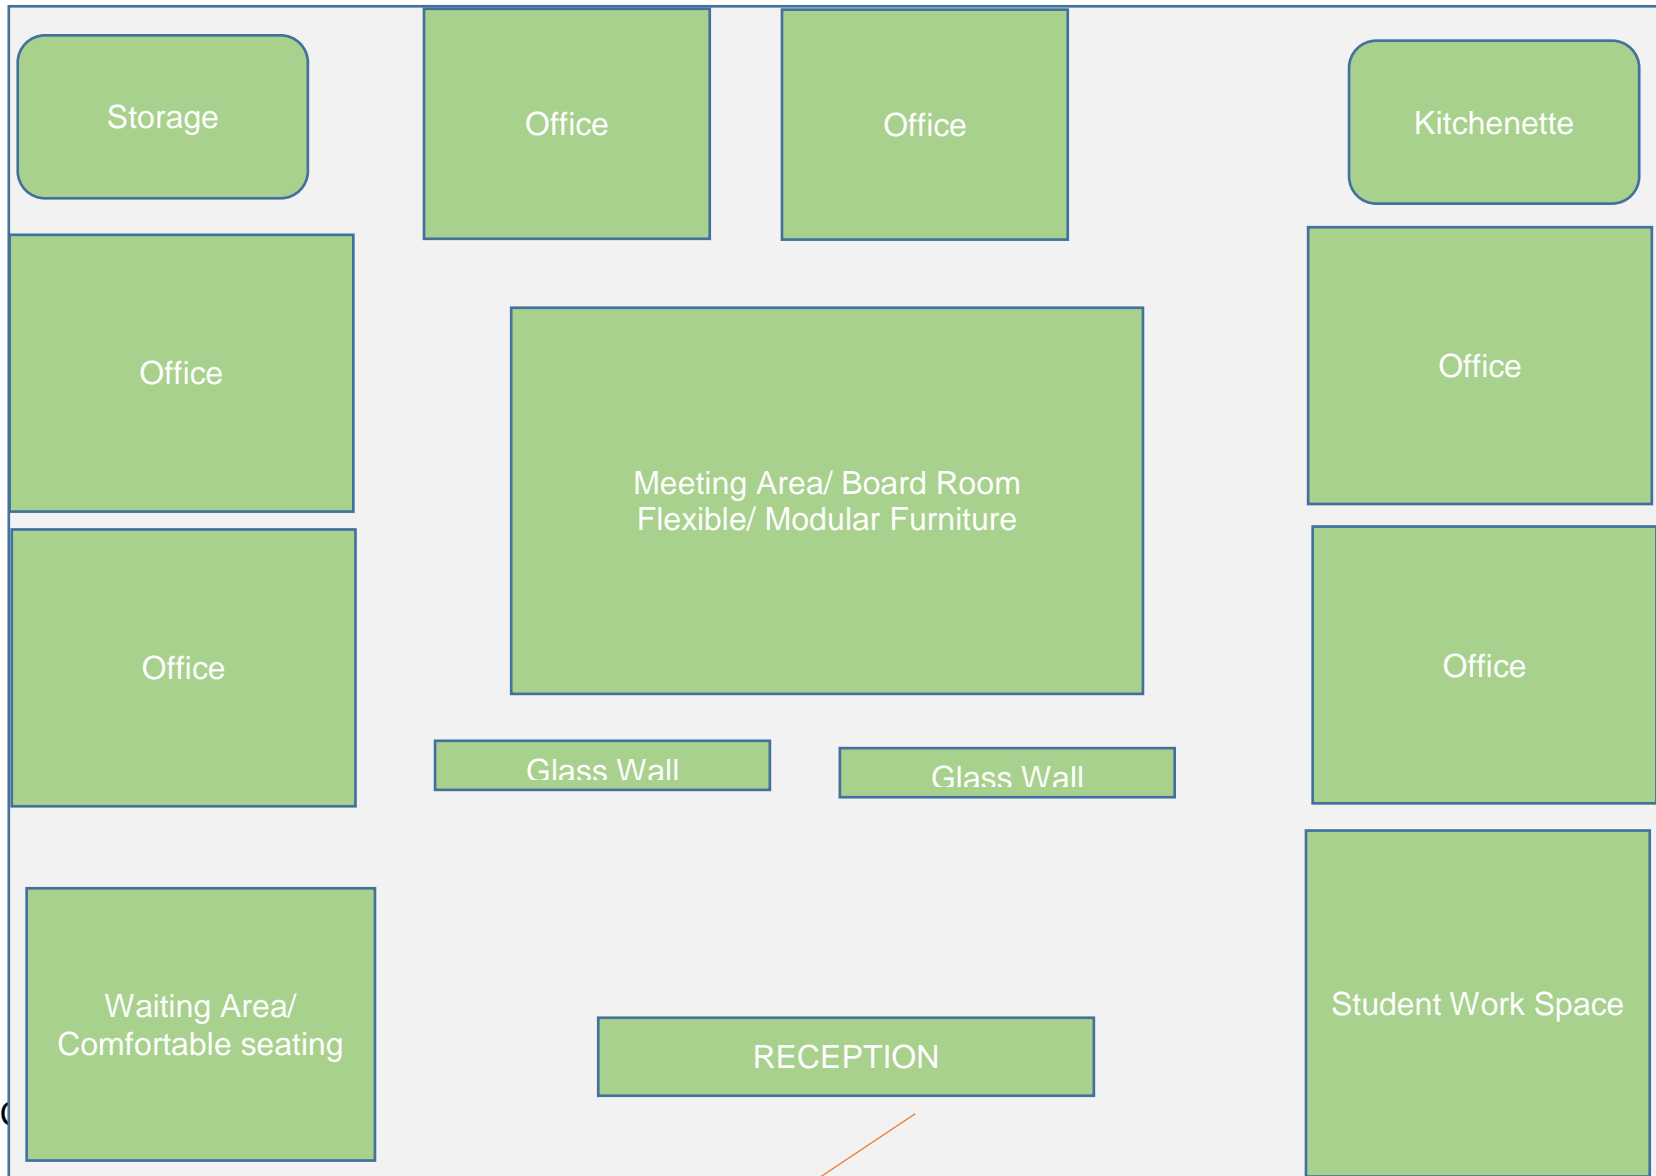 Storage
Office
Office
Kitchenette
Office
Office
Meeting Area/ Board Room
Flexible/ Modular Furniture
Office
Office
Glass Wall
Glass Wall
Waiting Area/
Comfortable seating
Student Work Space
RECEPTION